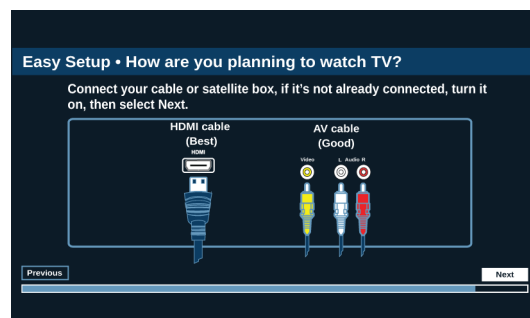 Easy Setup • How are you planning to watch TV?
Connect your cable or satellite box, if it's not already connected, turn it
on, then select Next.
HDMI cable
(Best)
HDMI
AV cable
(Good)
Video
L Audio R
Previous
Next